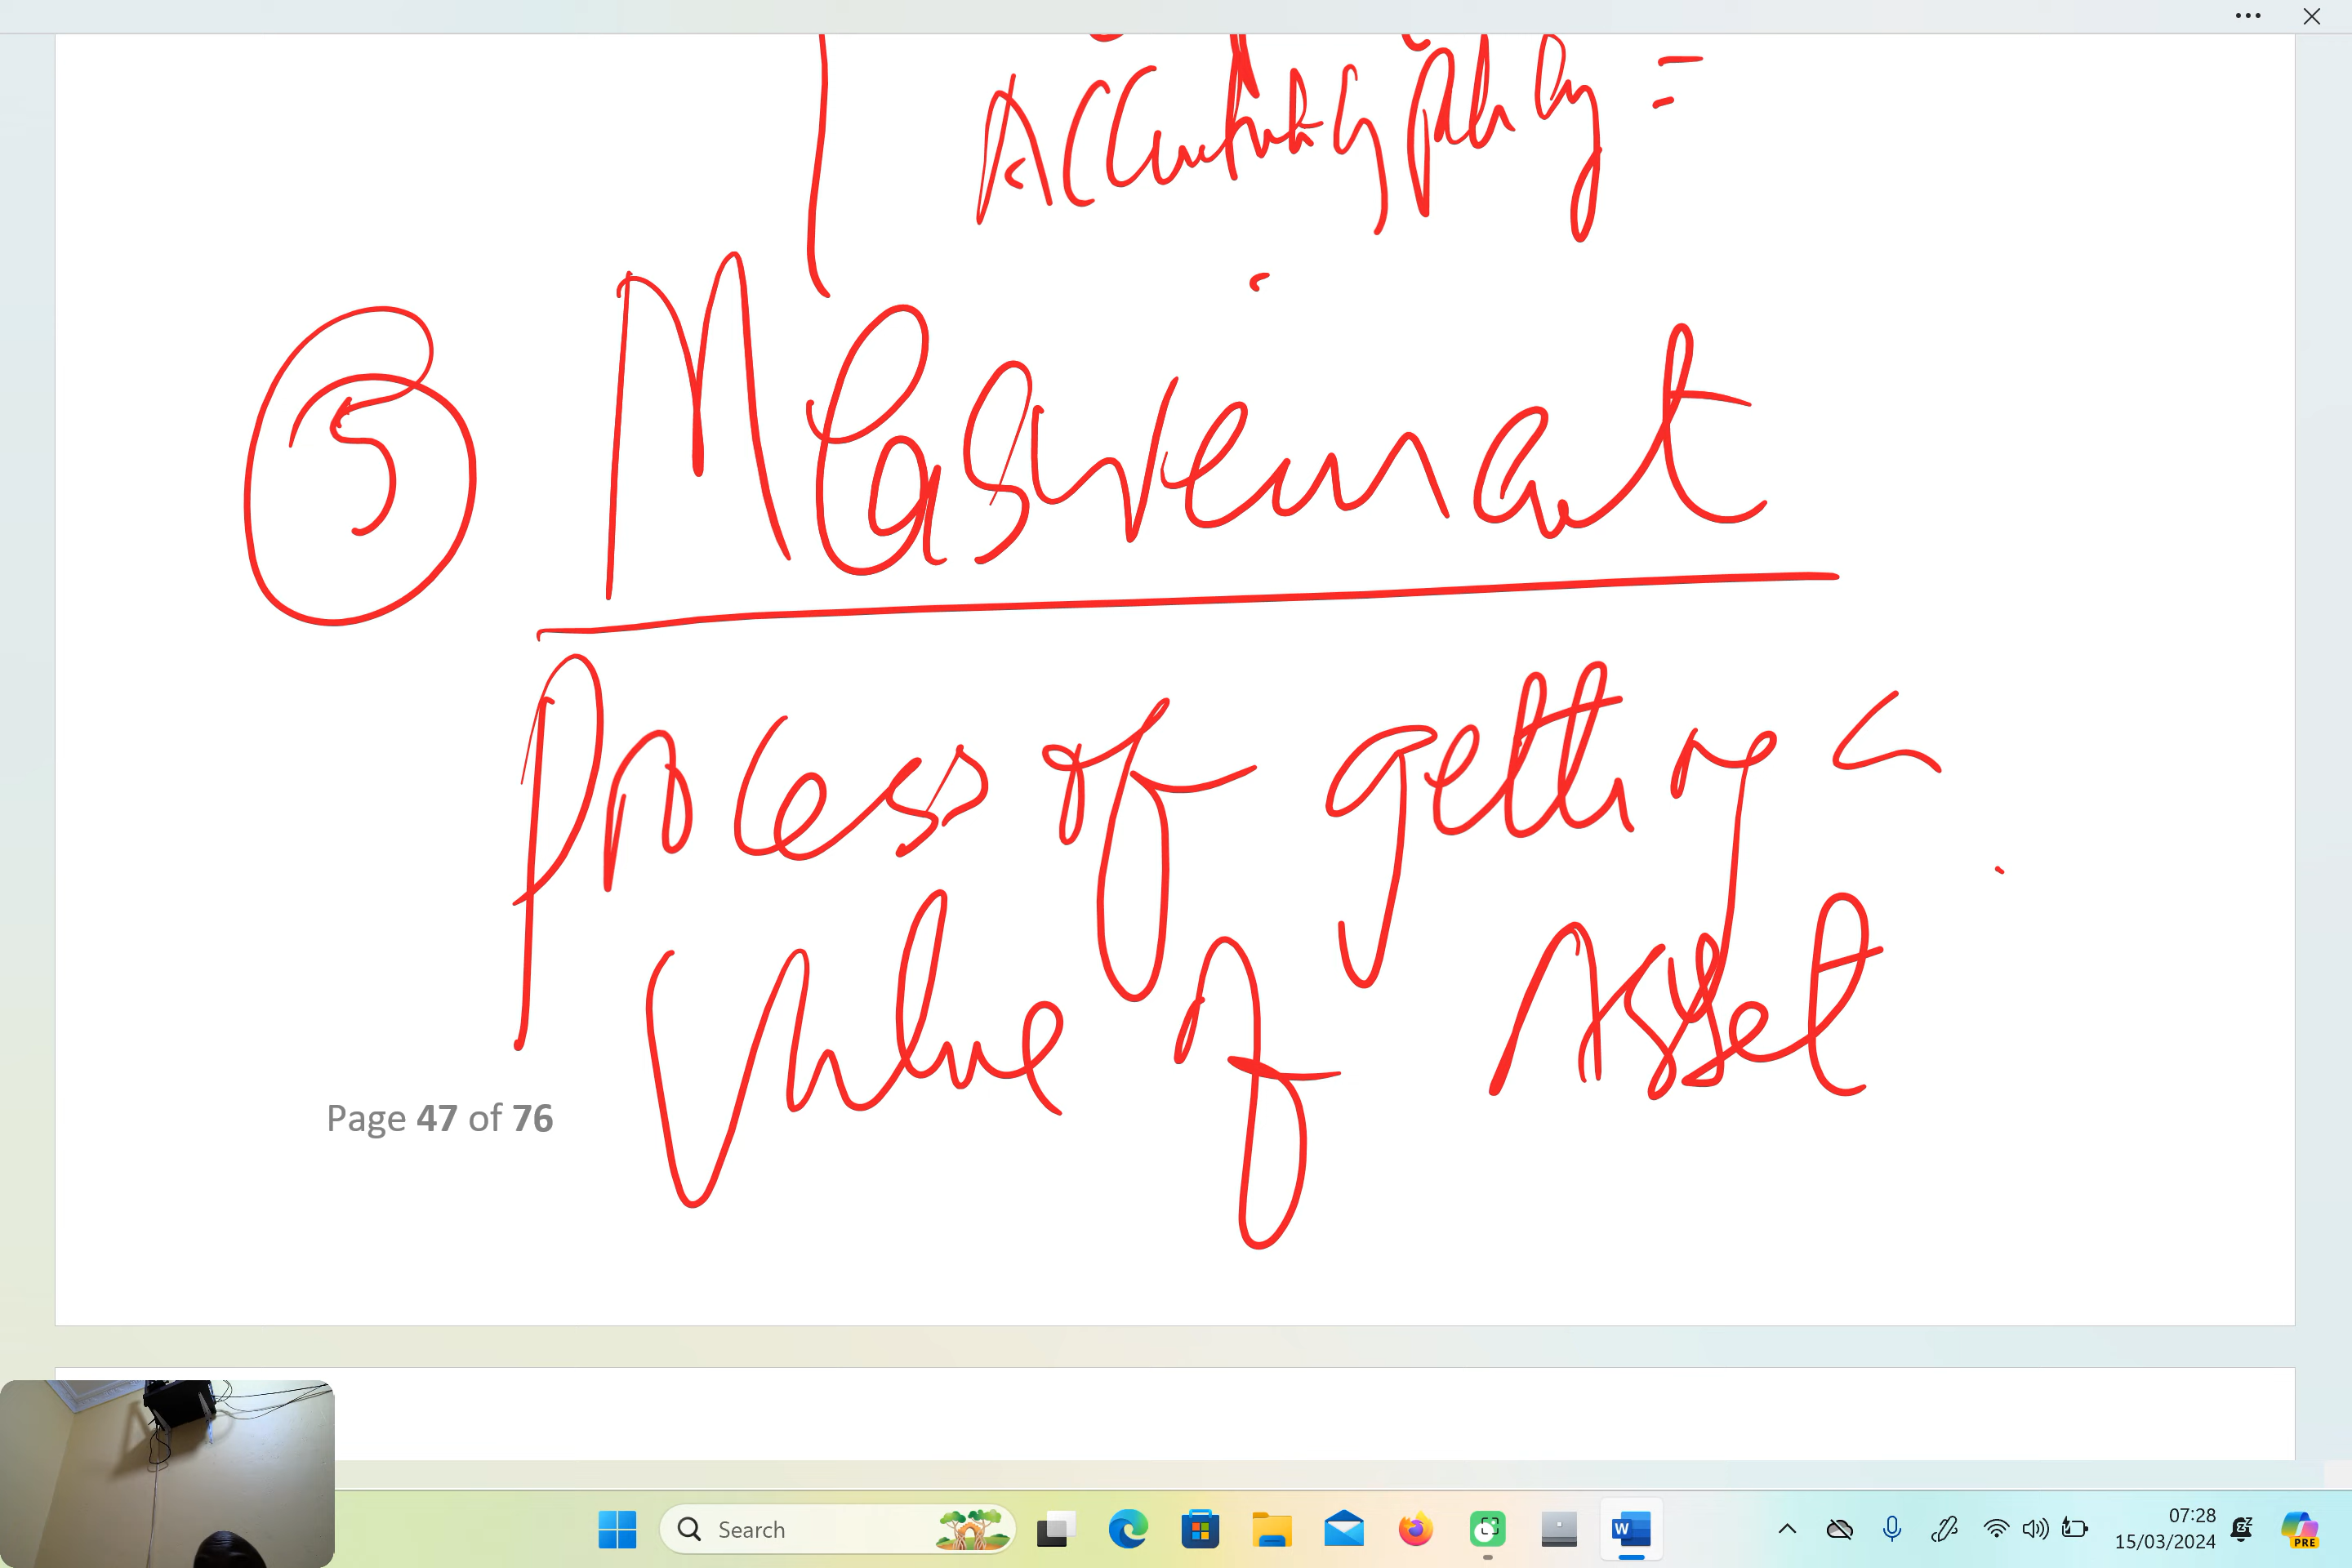 Accounting policy =
5 Measurement
Process of getting a
Value of Asset
Page 47 of 76
Search
07:28
15/03/2024
PRE